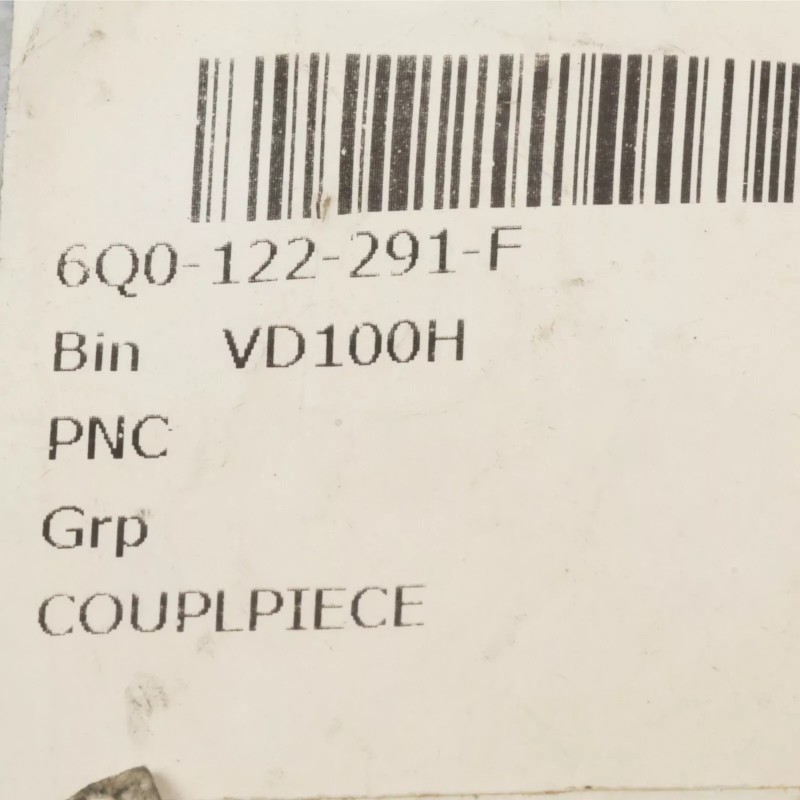 6Q0-122-291-F
Bin VD100H
PNC
Grp
COUPLPIECE